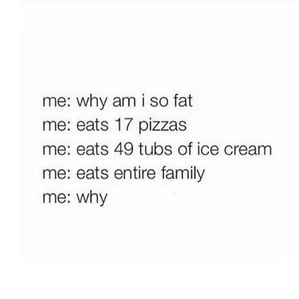 me: why am i so fat
me: eats 17 pizzas
me: eats 49 tubs of ice cream
me: eats entire family
me: why